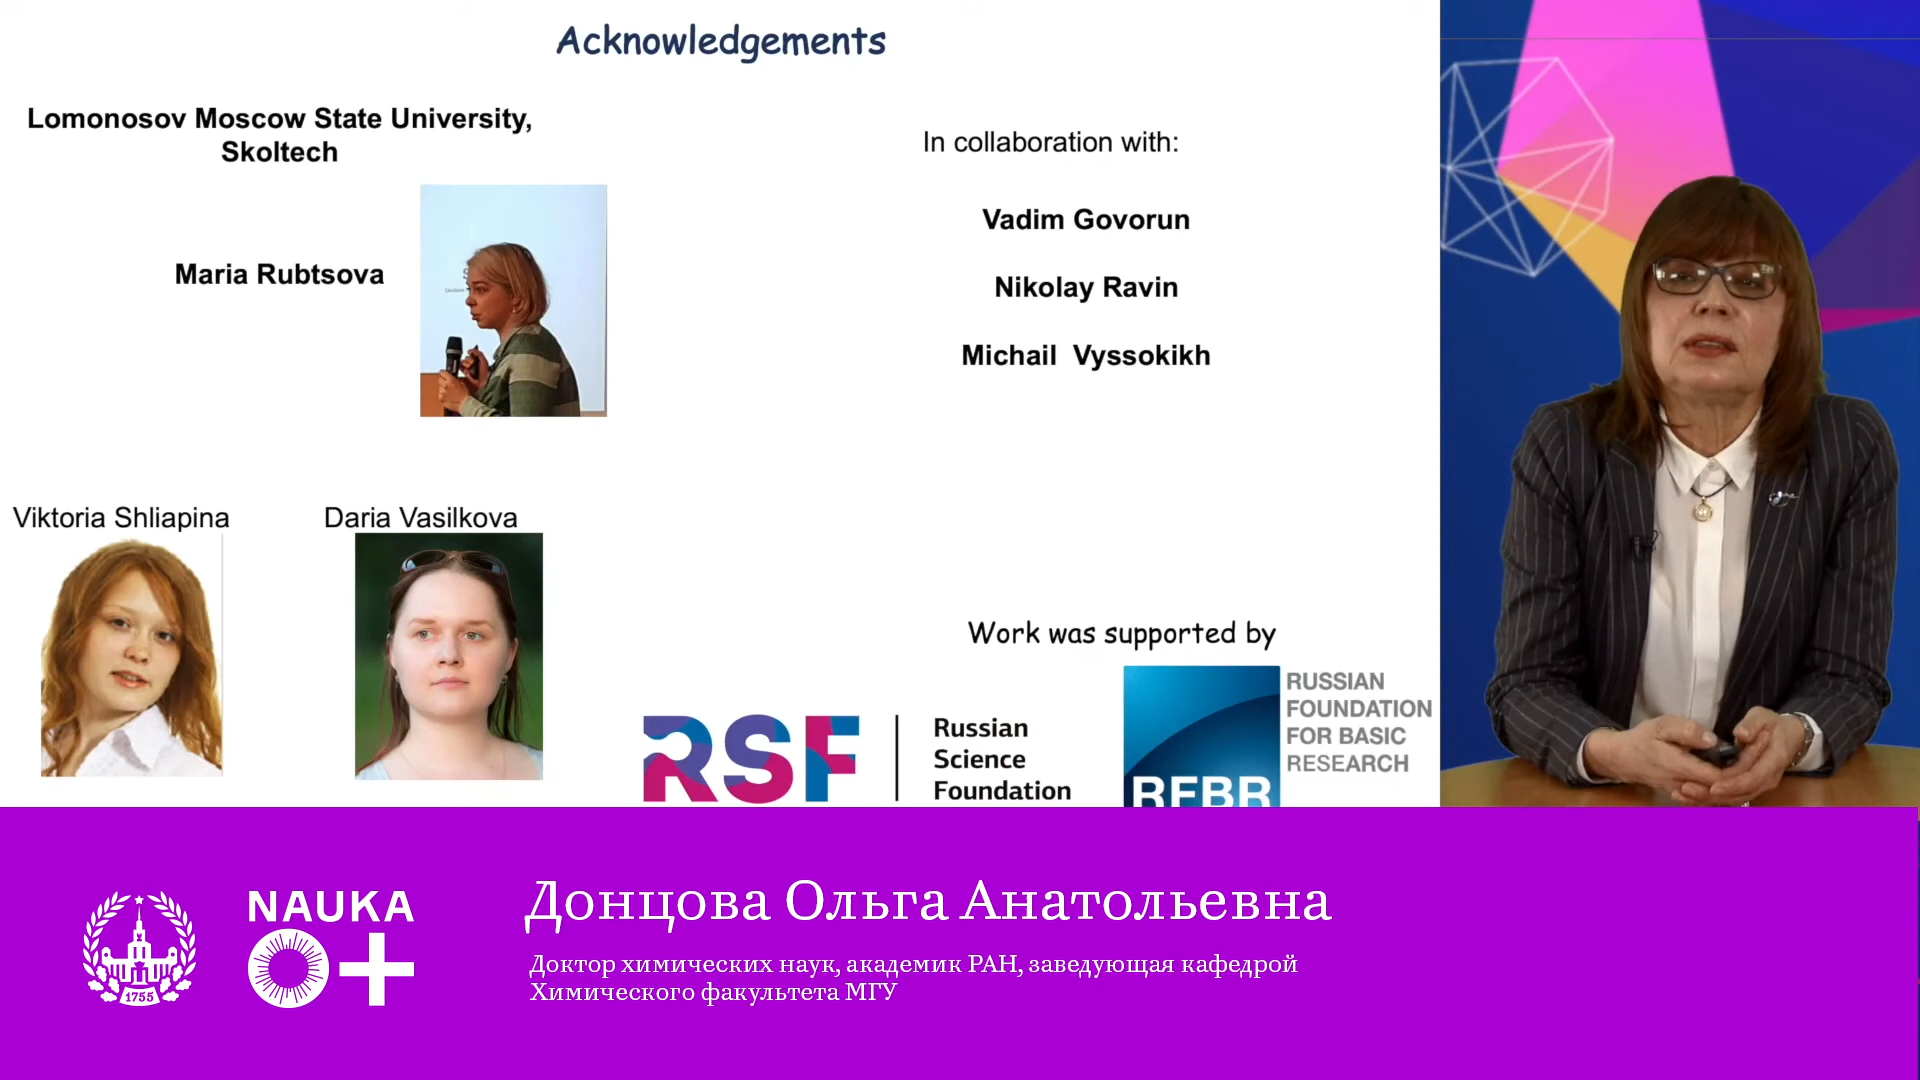 Acknowledgements
Lomonosov Moscow State University,
Skoltech
Maria Rubtsova
In collaboration with:
Vadim Govorun
Nikolay Ravin
Michail Vyssokikh
Viktoria Shliapina
Daria Vasilkova
Work was supported by
RSF
Russian
Science
Foundation
RFBR
RUSSIAN
FOUNDATION
FOR BASIC
RESEARCH
1755
NAUKA
0+
Донцова Ольга Анатольевна
Доктор химических наук, академик РАН, заведующая кафедрой
Химического факультета МГУ